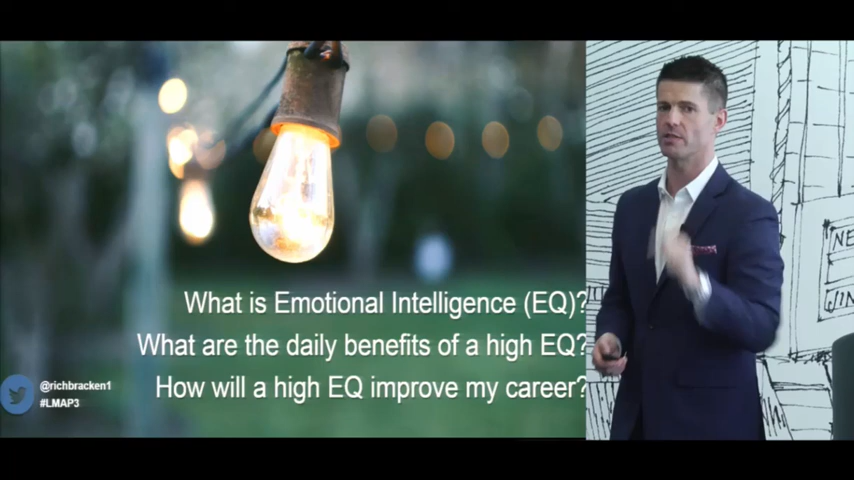 What is Emotional Intelligence (EQ)?
What are the daily benefits of a high EQ?
How will a high EQ improve my career?
@richbracken1
#LMAP3